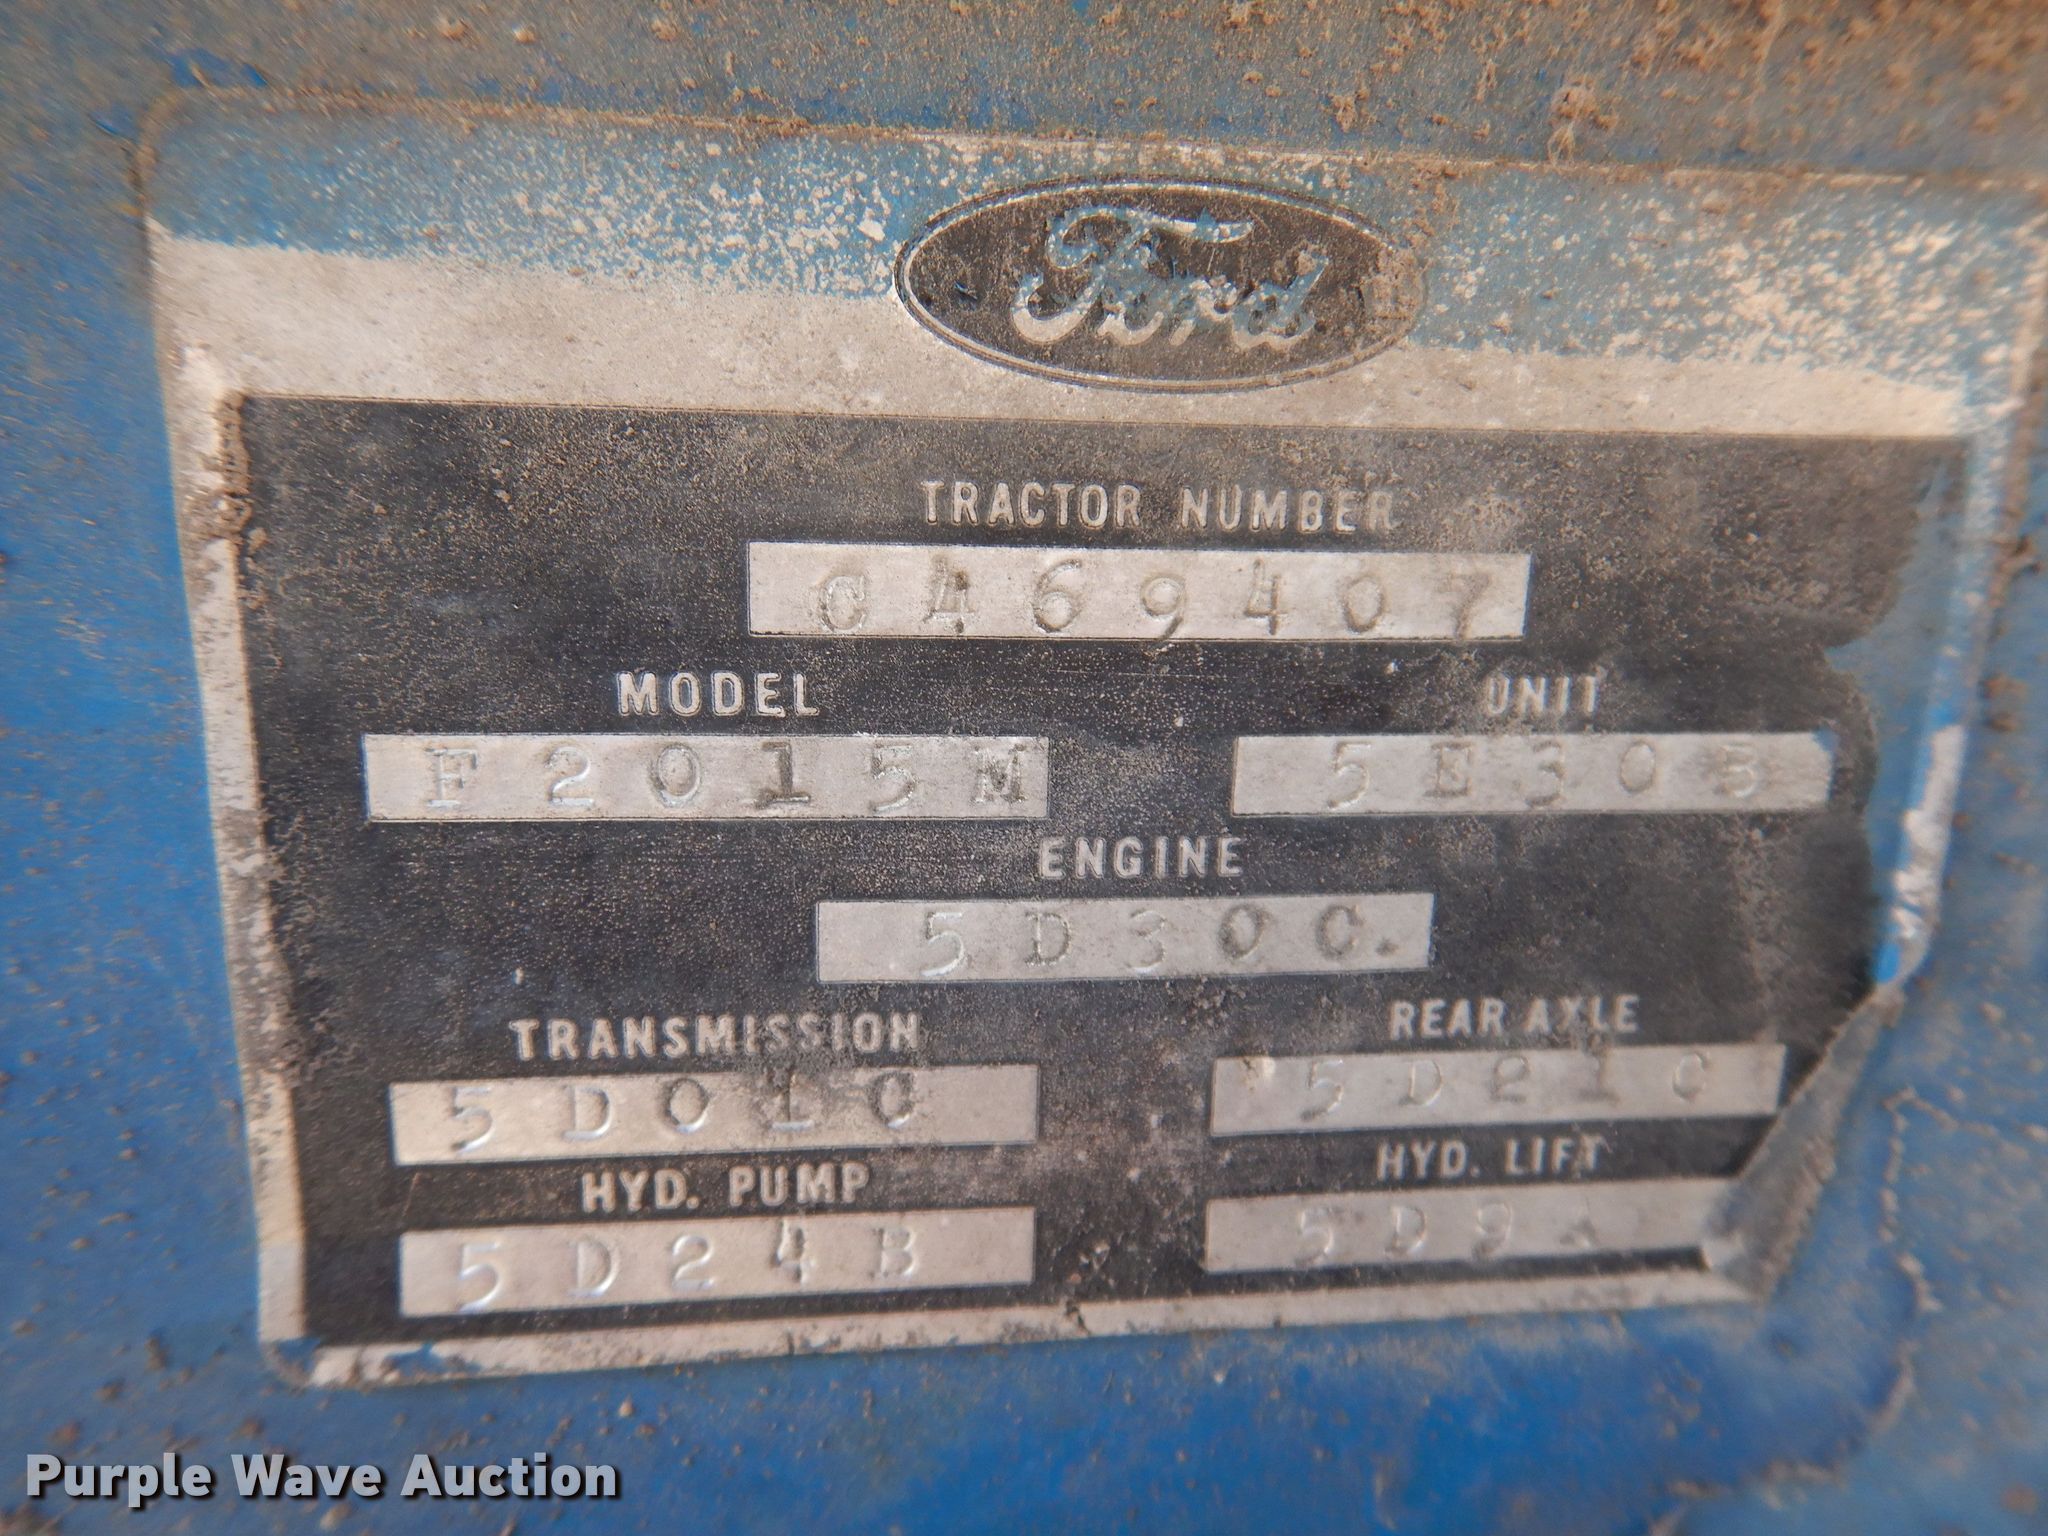 Ford
TRACTOR NUMBER
C469407
MODEL UNIT
F2015M 5E30B
ENGINE
5D30C.
TRANSMISSION REAR AXLE
5D01C 5D21C
HYD. PUMP HYD. LIFT
5D24B
Purple Wave Auction